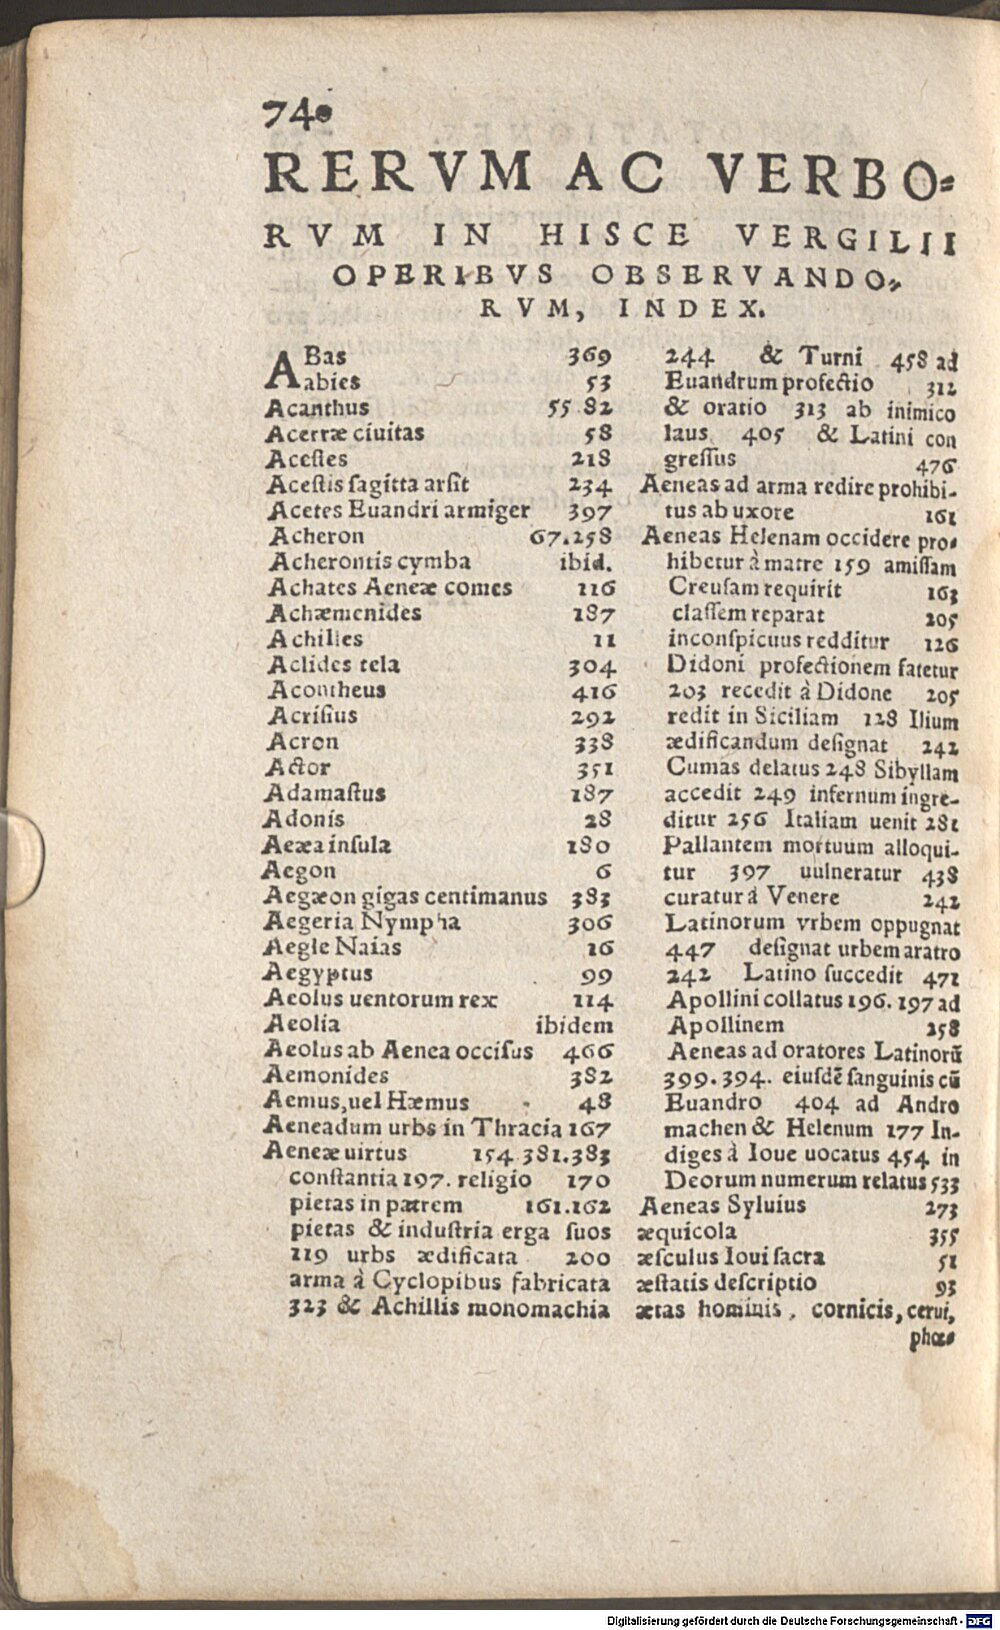 740
RERVM AC VERBO=
RVM IN HISCE VERGILII
OPERIBVS OBSERVANDO=
RVM, INDEX.
ABas 369
aabies 53
Acanthus 55 82
Acerræ ciuitas 58
Acestes 218
Acestis sagitta arsit 234
Acetes Euandri armiger 397
Acheron 67.258
Acherontis cymba ibid.
Achates Aeneæ comes 116
Achæmenides 187
Achilles 11
Aclides tela 304
Acontheus 416
Acrisius 292
Acron 338
Actor 351
Adamastus 187
Adonis 28
Aeæa insula 180
Aegon 6
Aegæon gigas centimanus 383
Aegeria Nympha 306
Aegle Naias 16
Aegyptus 99
Aeolus uentorum rex 114
Aeolia ibidem
Aeolus ab Aenea occisus 466
Aemonides 382
Aemus, uel Hæmus 48
Aeneadum urbs in Thracia 167
Aeneæ uirtus 154 381.383
constantia 197. religio 170
pietas in patrem 161.162
pietas & industria erga suos
119 urbs ædificata 200
arma à Cyclopibus fabricata
323 & Achillis monomachia
244 & Turni 458 ad
Euandrum profectio 312
& oratio 313 ab inimico
laus 405 & Latini con
gressus 476
Aeneas ad arma redire prohibi-
tus ab uxore 161
Aeneas Helenam occidere pro-
hibetur à matre 159 amissam
Creusam requirit 163
classem reparat 205
inconspicuus redditur 126
Didoni profectionem fatetur
203 recedit à Didone 205
redit in Siciliam 128 Ilium
ædificandum designat 242
Cumas delatus 248 Sibyllam
accedit 249 infernum ingre-
ditur 256 Italiam uenit 281
Pallantem mortuum alloqui-
tur 397 uulneratur 438
curatur à Venere 242
Latinorum vrbem oppugnat
447 designat urbem aratro
242 Latino succedit 471
Apollini collatus 196. 197 ad
Apollinem 258
Aeneas ad oratores Latinorũ
399.394. eiusdẽ sanguinis cũ
Euandro 404 ad Andro
machen & Helenum 177 In-
diges à Ioue uocatus 454 in
Deorum numerum relatus 533
Aeneas Syluius 273
æquicola 355
æsculus Ioui sacra 51
æstatis descriptio 93
ætas hominis, cornicis, cerui,
phœ=
Digitalisierung gefördert durch die Deutsche Forschungsgemeinschaft - DFG